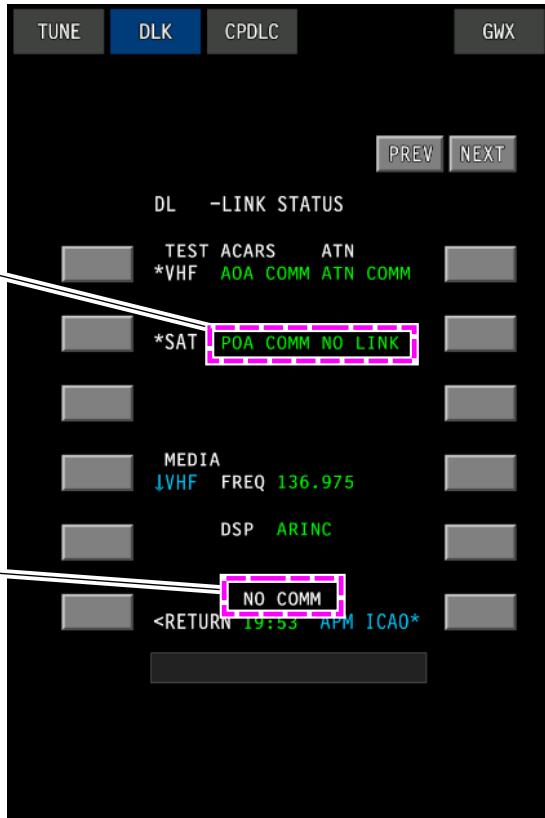 TUNE DLK CPDLC GWX
PREV NEXT
DL -LINK STATUS
TEST ACARS ATN
*VHF AOA COMM ATN COMM
*SAT POA COMM NO LINK
MEDIA
↓VHF FREQ 136.975
DSP ARINC
NO COMM
<RETURN 19:53 APM ICAO*